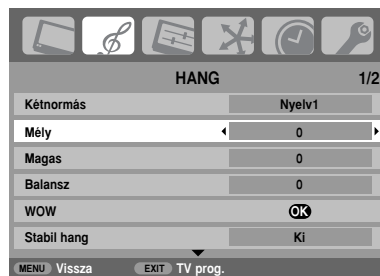 HANG 1/2
Kétnormás Nyelv1
Mély 0
Magas 0
Balansz 0
WOW OK
Stabil hang Ki
MENU Vissza EXIT TV prog.